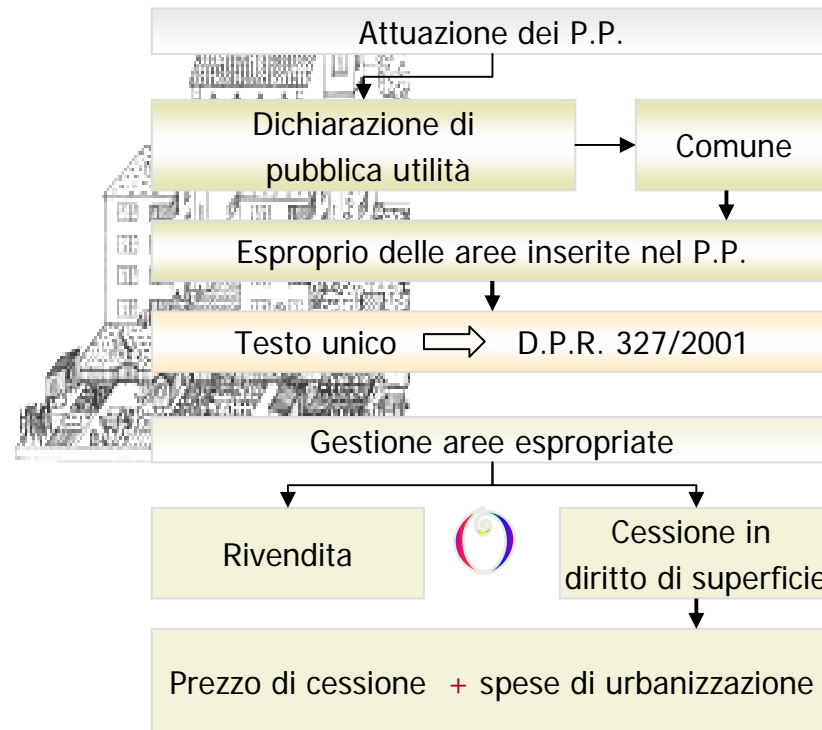 Attuazione dei P.P.
Dichiarazione di
pubblica utilità
Comune
Esproprio delle aree inserite nel P.P.
Testo unico D.P.R. 327/2001
Gestione aree espropriate
Rivendita
Cessione in
diritto di superficie
Prezzo di cessione + spese di urbanizzazione